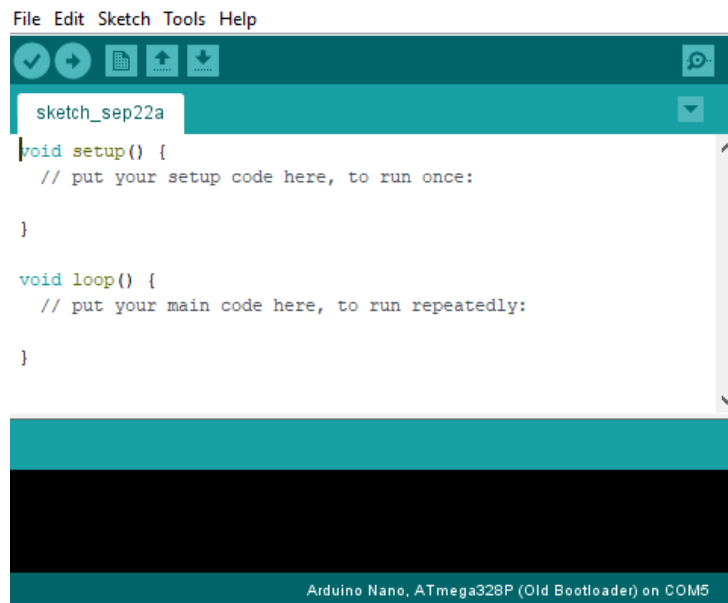 File Edit Sketch Tools Help
sketch_sep22a
void setup() {
  // put your setup code here, to run once:
}
void loop() {
  // put your main code here, to run repeatedly:
}
Arduino Nano, ATmega328P (Old Bootloader) on COM5